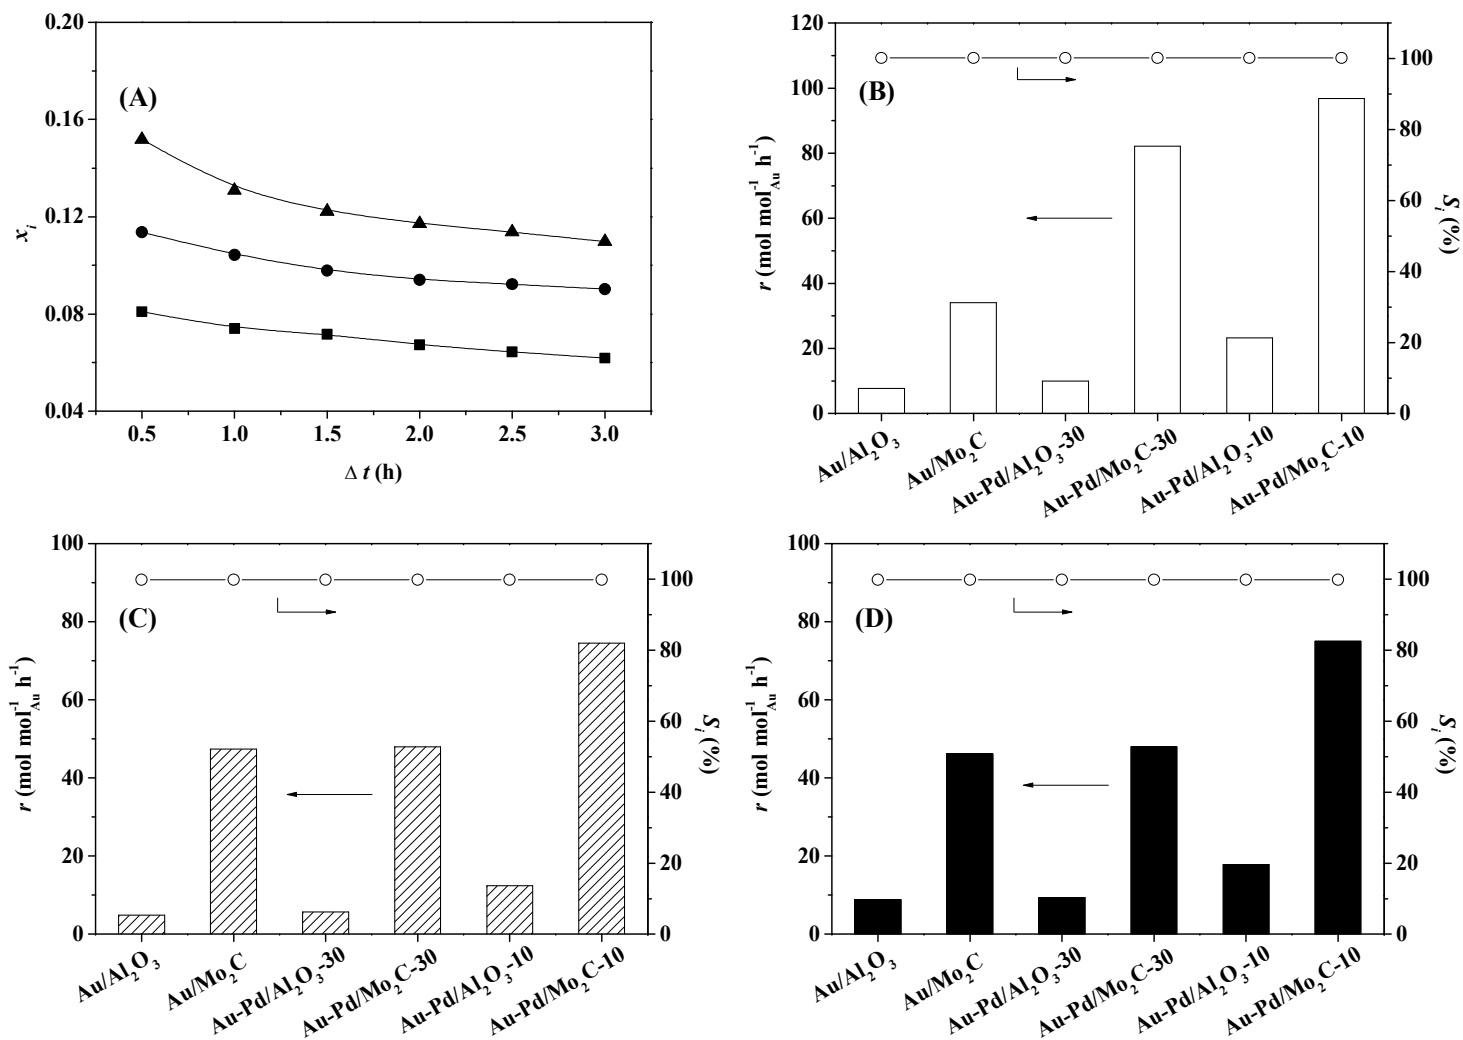 (A)
x_i
0.20
0.16
0.12
0.08
0.04
0.5 1.0 1.5 2.0 2.5 3.0
Δ t (h)
(B)
r (mol mol⁻¹_Au h⁻¹)
120
100
80
60
40
20
0
100
80
60
40
20
0
S_i (%)
Au/Al₂O₃
Au/Mo₂C
Au-Pd/Al₂O₃-30
Au-Pd/Mo₂C-30
Au-Pd/Al₂O₃-10
Au-Pd/Mo₂C-10
(C)
r (mol mol⁻¹_Au h⁻¹)
100
80
60
40
20
0
100
80
60
40
20
0
S_i (%)
Au/Al₂O₃
Au/Mo₂C
Au-Pd/Al₂O₃-30
Au-Pd/Mo₂C-30
Au-Pd/Al₂O₃-10
Au-Pd/Mo₂C-10
(D)
r (mol mol⁻¹_Au h⁻¹)
100
80
60
40
20
0
100
80
60
40
20
0
S_i (%)
Au/Al₂O₃
Au/Mo₂C
Au-Pd/Al₂O₃-30
Au-Pd/Mo₂C-30
Au-Pd/Al₂O₃-10
Au-Pd/Mo₂C-10